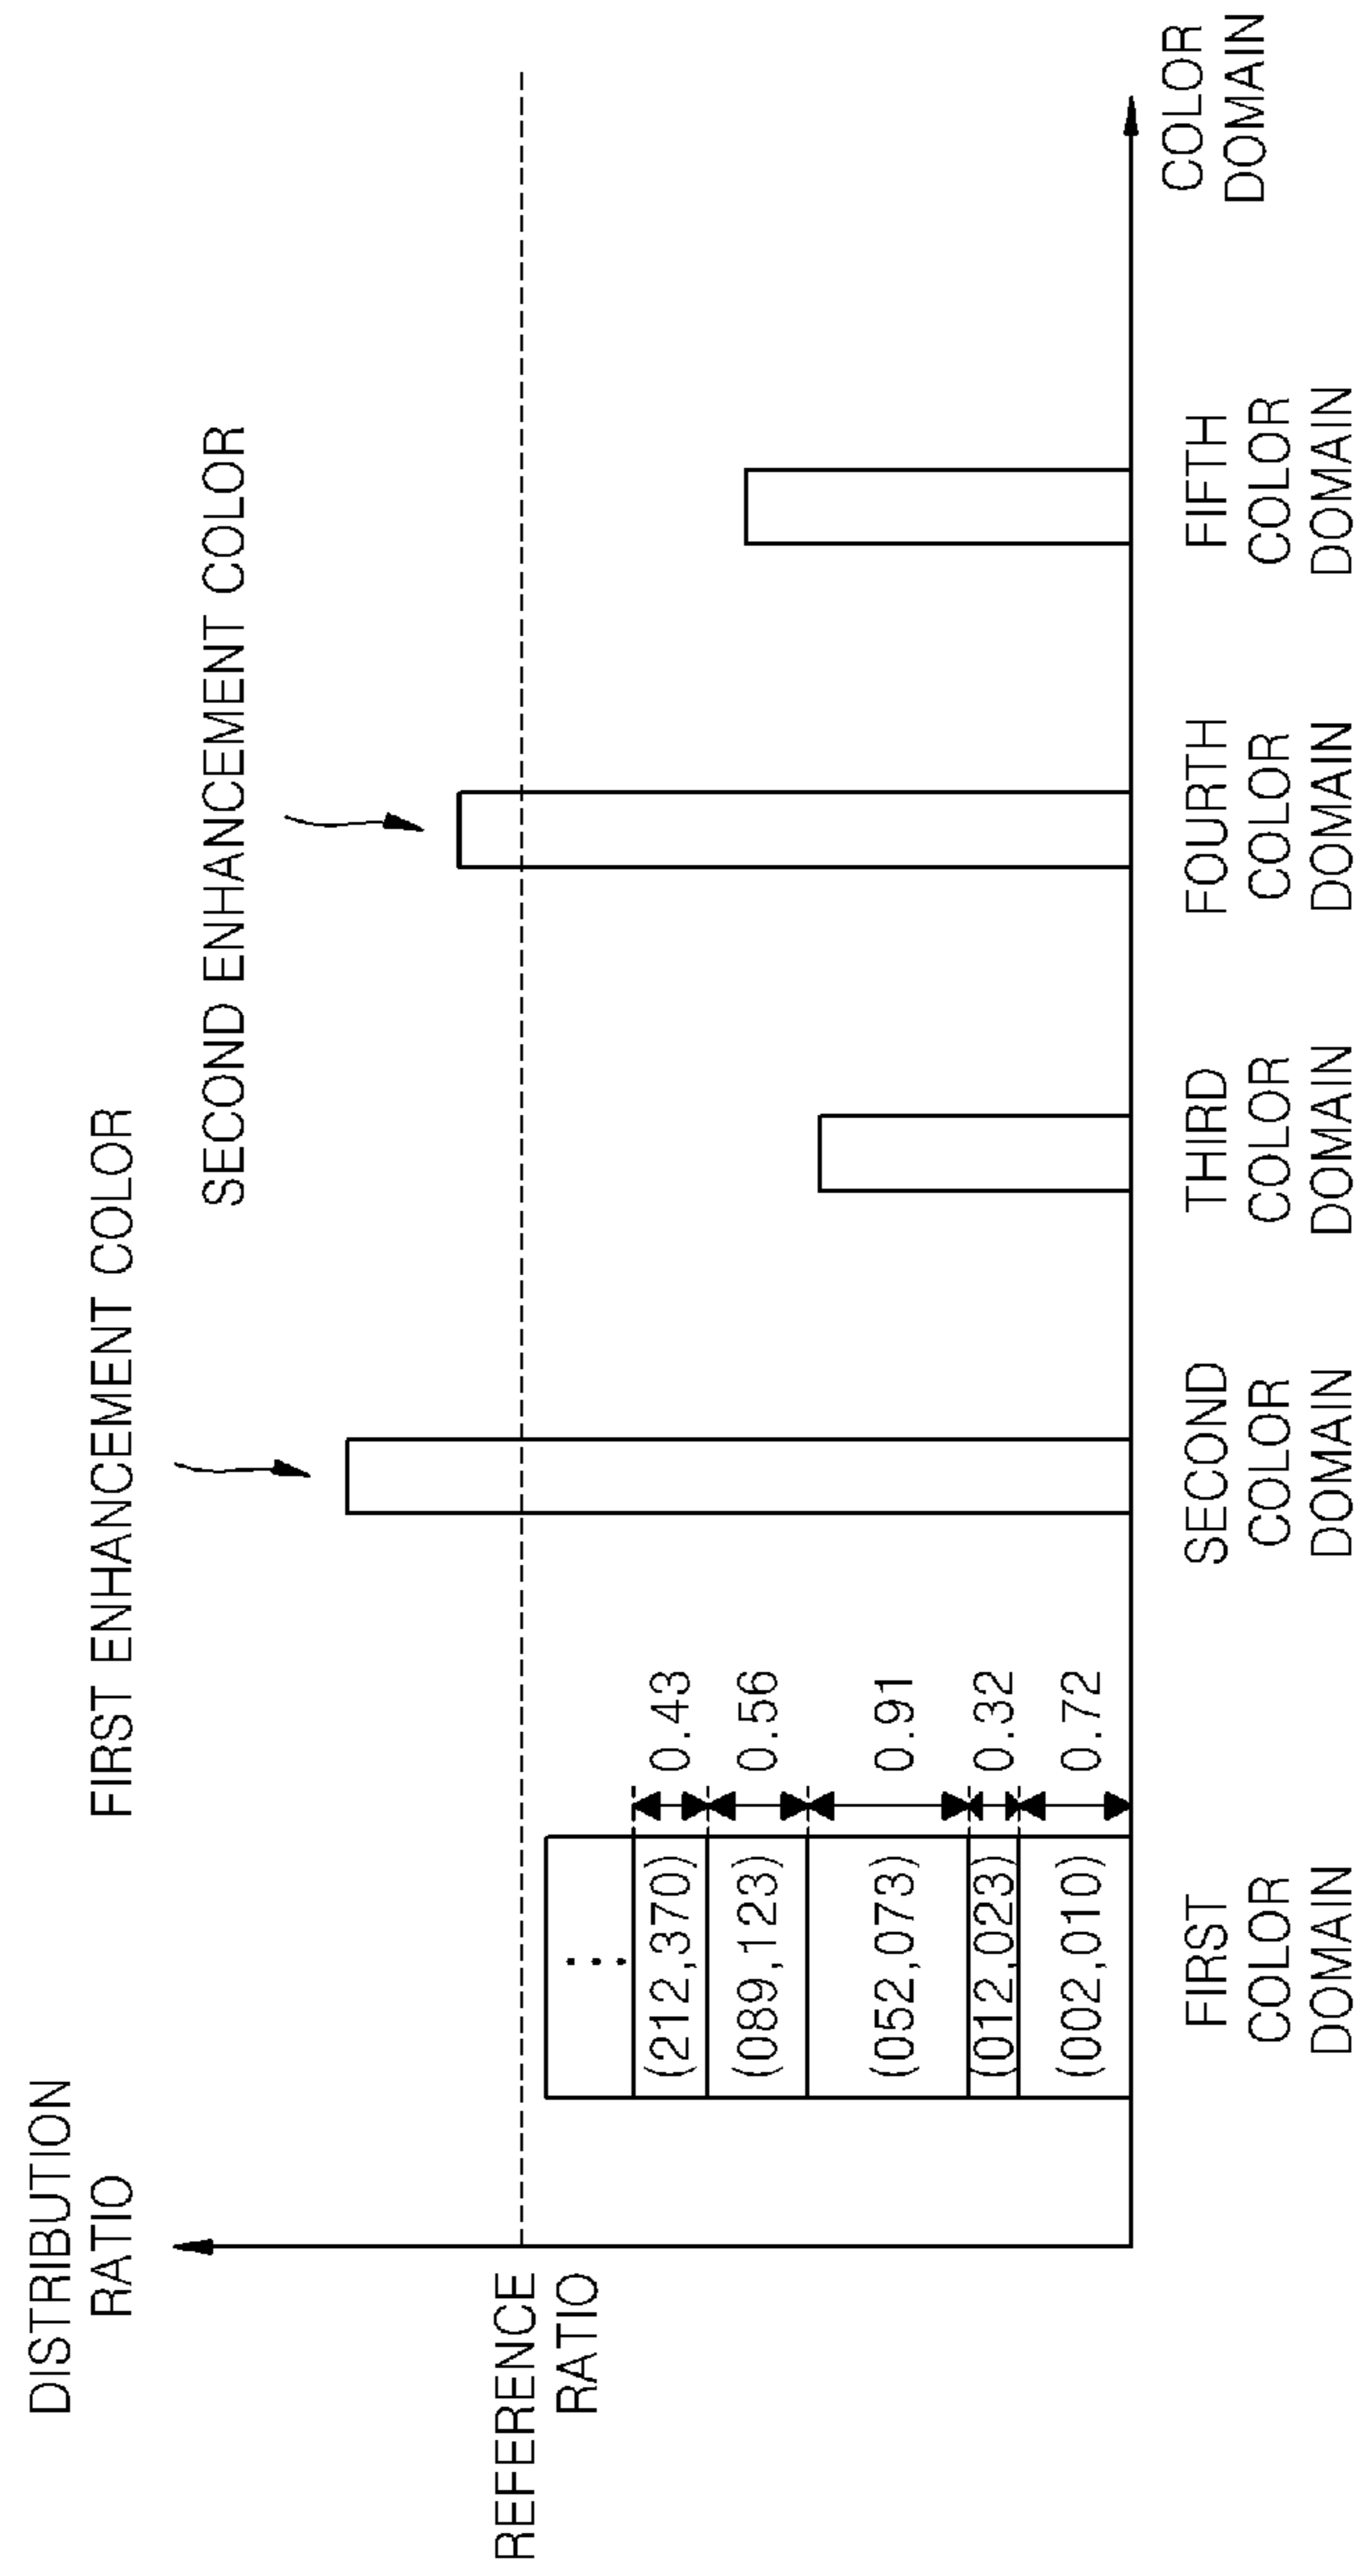 DISTRIBUTION
RATIO
FIRST ENHANCEMENT COLOR
SECOND ENHANCEMENT COLOR
REFERENCE
RATIO
...
(212,370) 0.43
(089,123) 0.56
(052,073) 0.91
(012,023) 0.32
(002,010) 0.72
FIRST
COLOR
DOMAIN
SECOND
COLOR
DOMAIN
THIRD
COLOR
DOMAIN
FOURTH
COLOR
DOMAIN
FIFTH
COLOR
DOMAIN
COLOR
DOMAIN